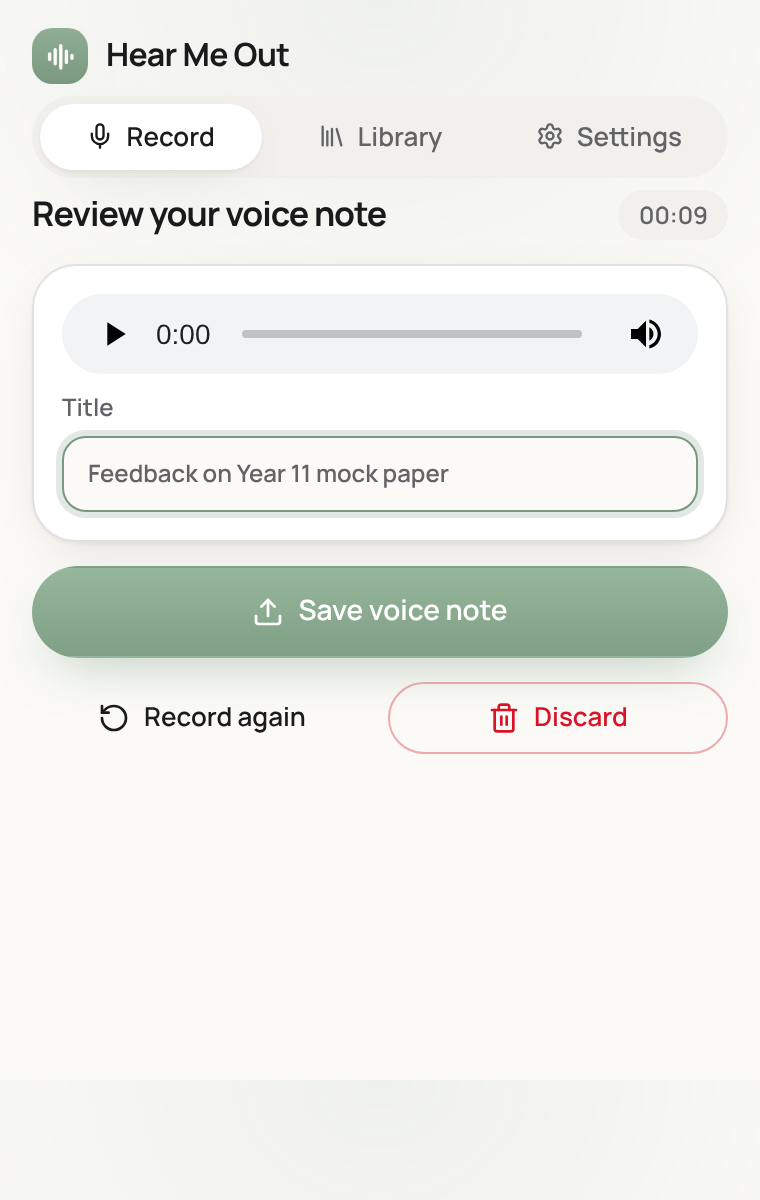 Hear Me Out
Record
Library
Settings
Review your voice note
00:09
0:00
Title
Feedback on Year 11 mock paper
Save voice note
Record again
Discard